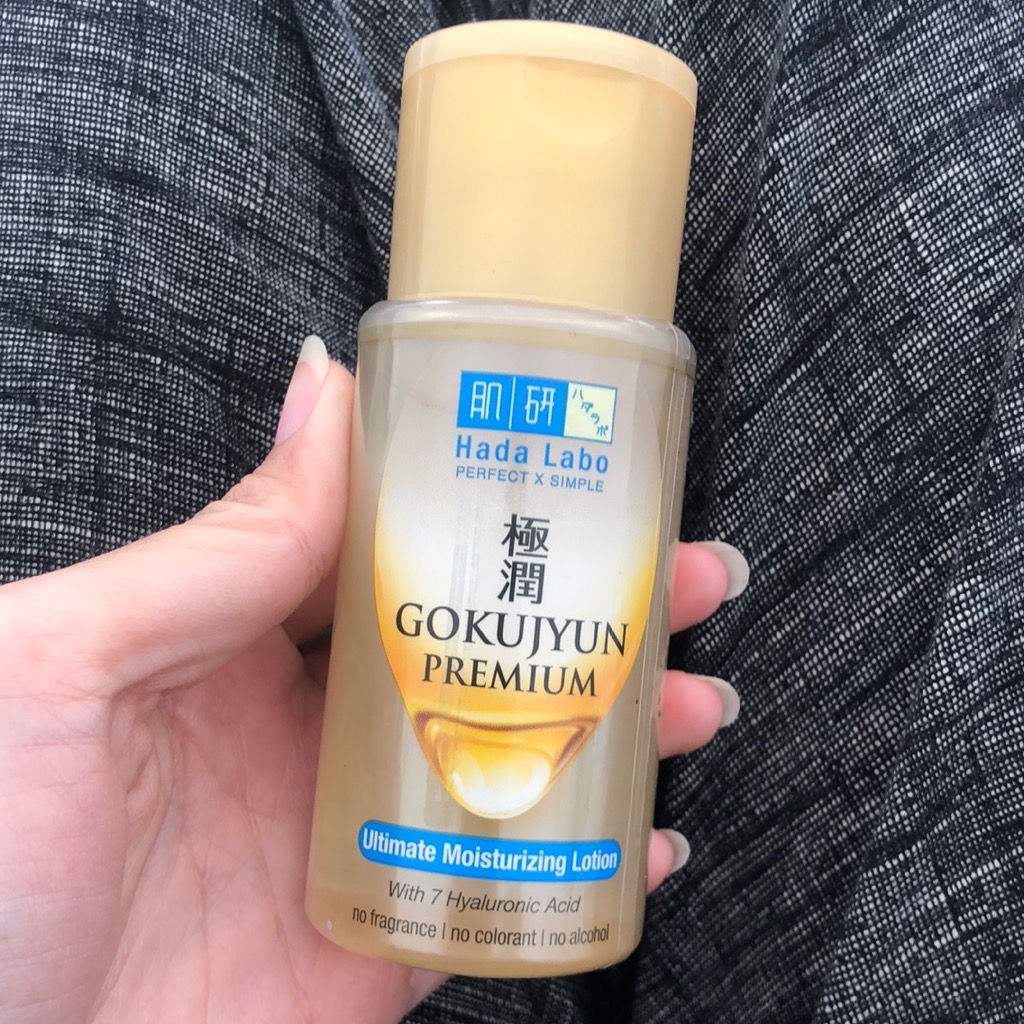 肌研 ハダラボ
Hada Labo
PERFECT X SIMPLE
極
潤
GOKUJYUN
PREMIUM
Ultimate Moisturizing Lotion
With 7 Hyaluronic Acid
no fragrance | no colorant | no alcohol